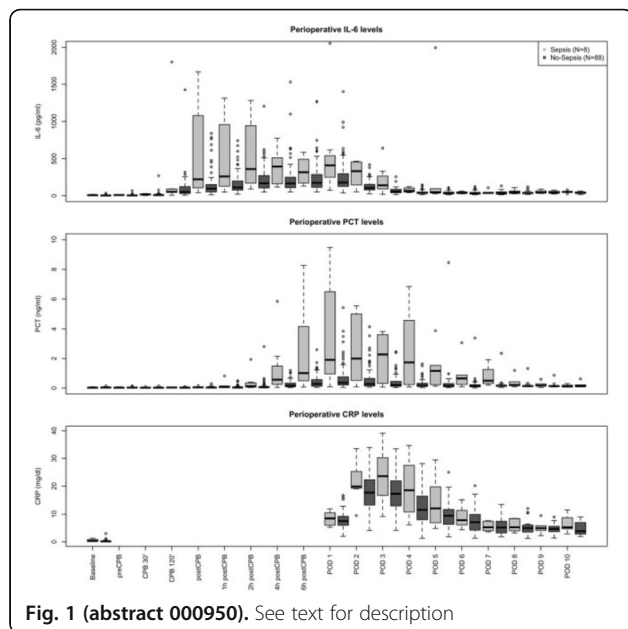 Perioperative IL-6 levels
2000
1500
1000
500
0
IL-6 (pg/ml)
Sepsis (N=8)
No-Sepsis (N=88)
Perioperative PCT levels
10
8
6
4
2
0
PCT (ng/ml)
Perioperative CRP levels
40
30
20
10
0
CRP (mg/dl)
Baseline
preCPB
CPB 30'
CPB 120'
postCPB
1h postCPB
2h postCPB
4h postCPB
6h postCPB
POD 1
POD 2
POD 3
POD 4
POD 5
POD 6
POD 7
POD 8
POD 9
POD 10
Fig. 1 (abstract 000950). See text for description